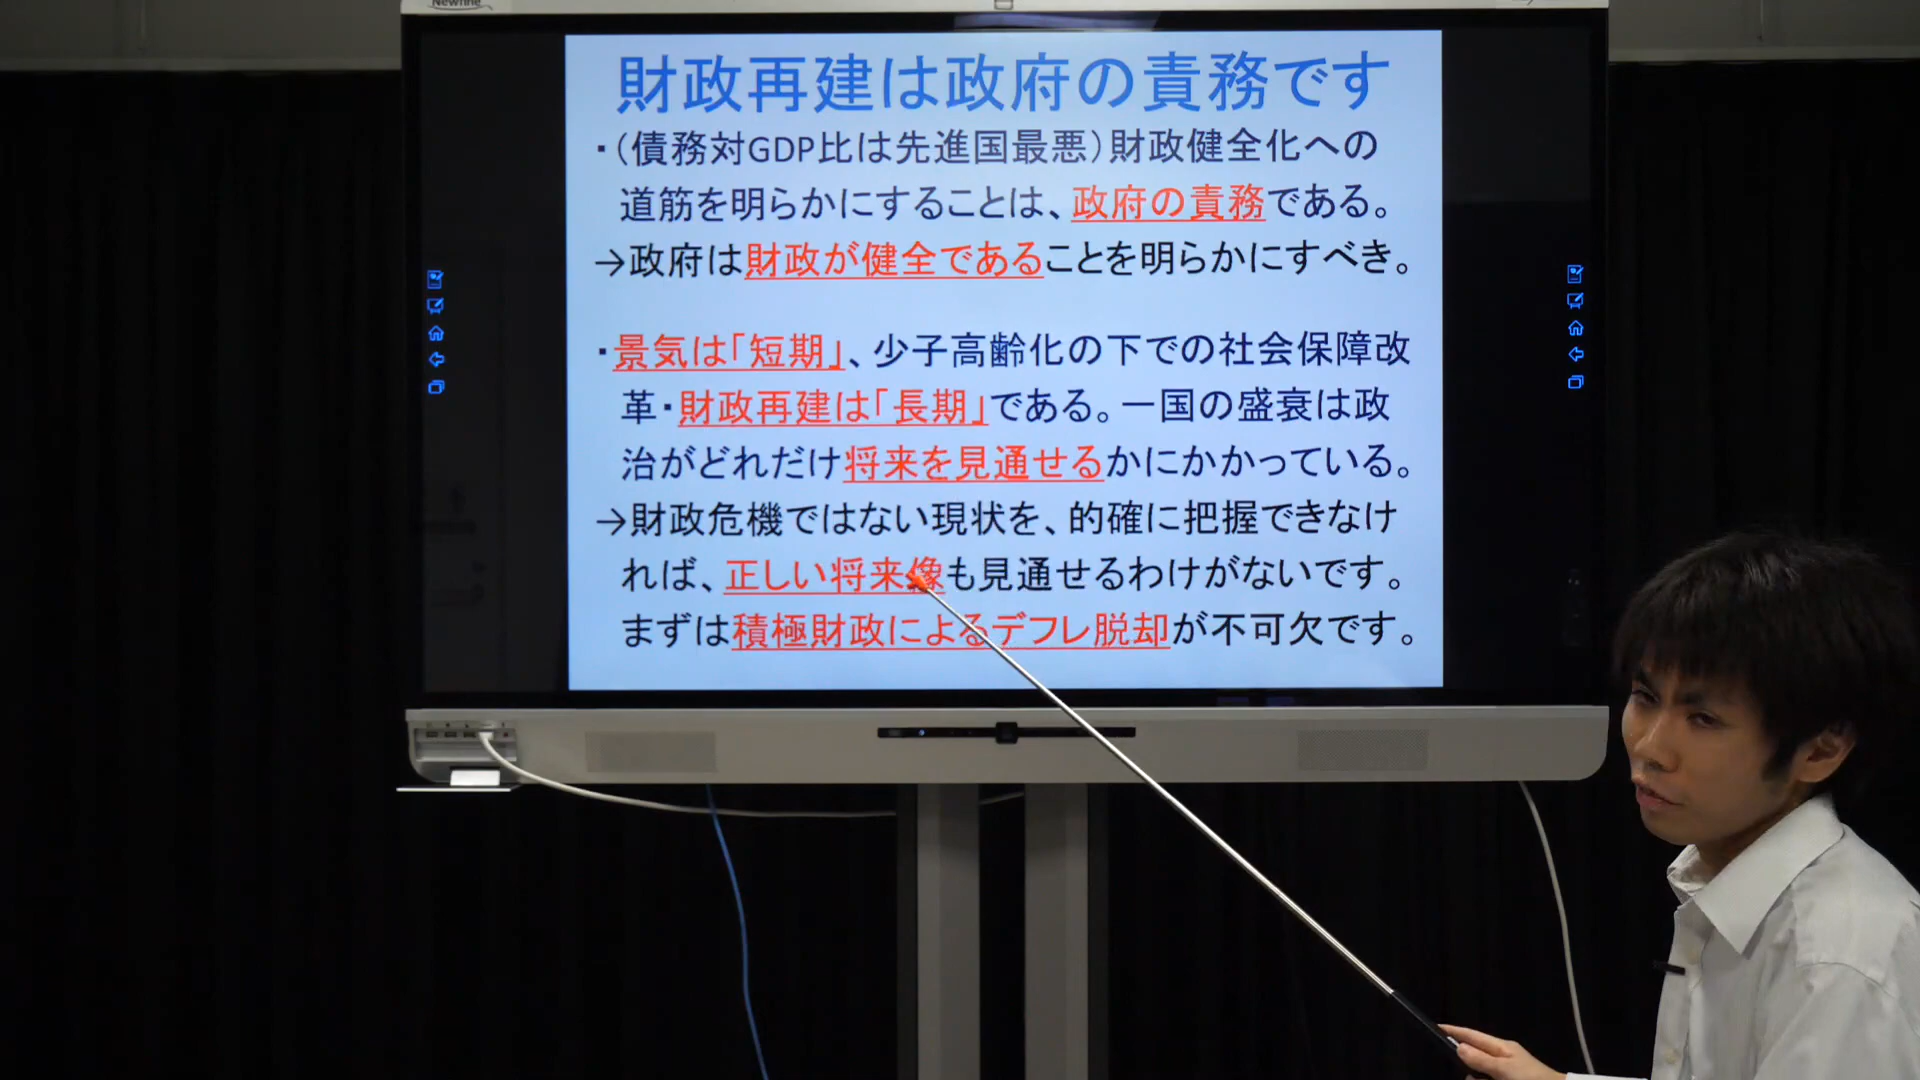 Newline
財政再建は政府の責務です
・(債務対GDP比は先進国最悪)財政健全化への
道筋を明らかにすることは、政府の責務である。
→政府は財政が健全であることを明らかにすべき。
・景気は「短期」、少子高齢化の下での社会保障改
革・財政再建は「長期」である。一国の盛衰は政
治がどれだけ将来を見通せるかにかかっている。
→財政危機ではない現状を、的確に把握できなけ
れば、正しい将来像も見通せるわけがないです。
まずは積極財政によるデフレ脱却が不可欠です。